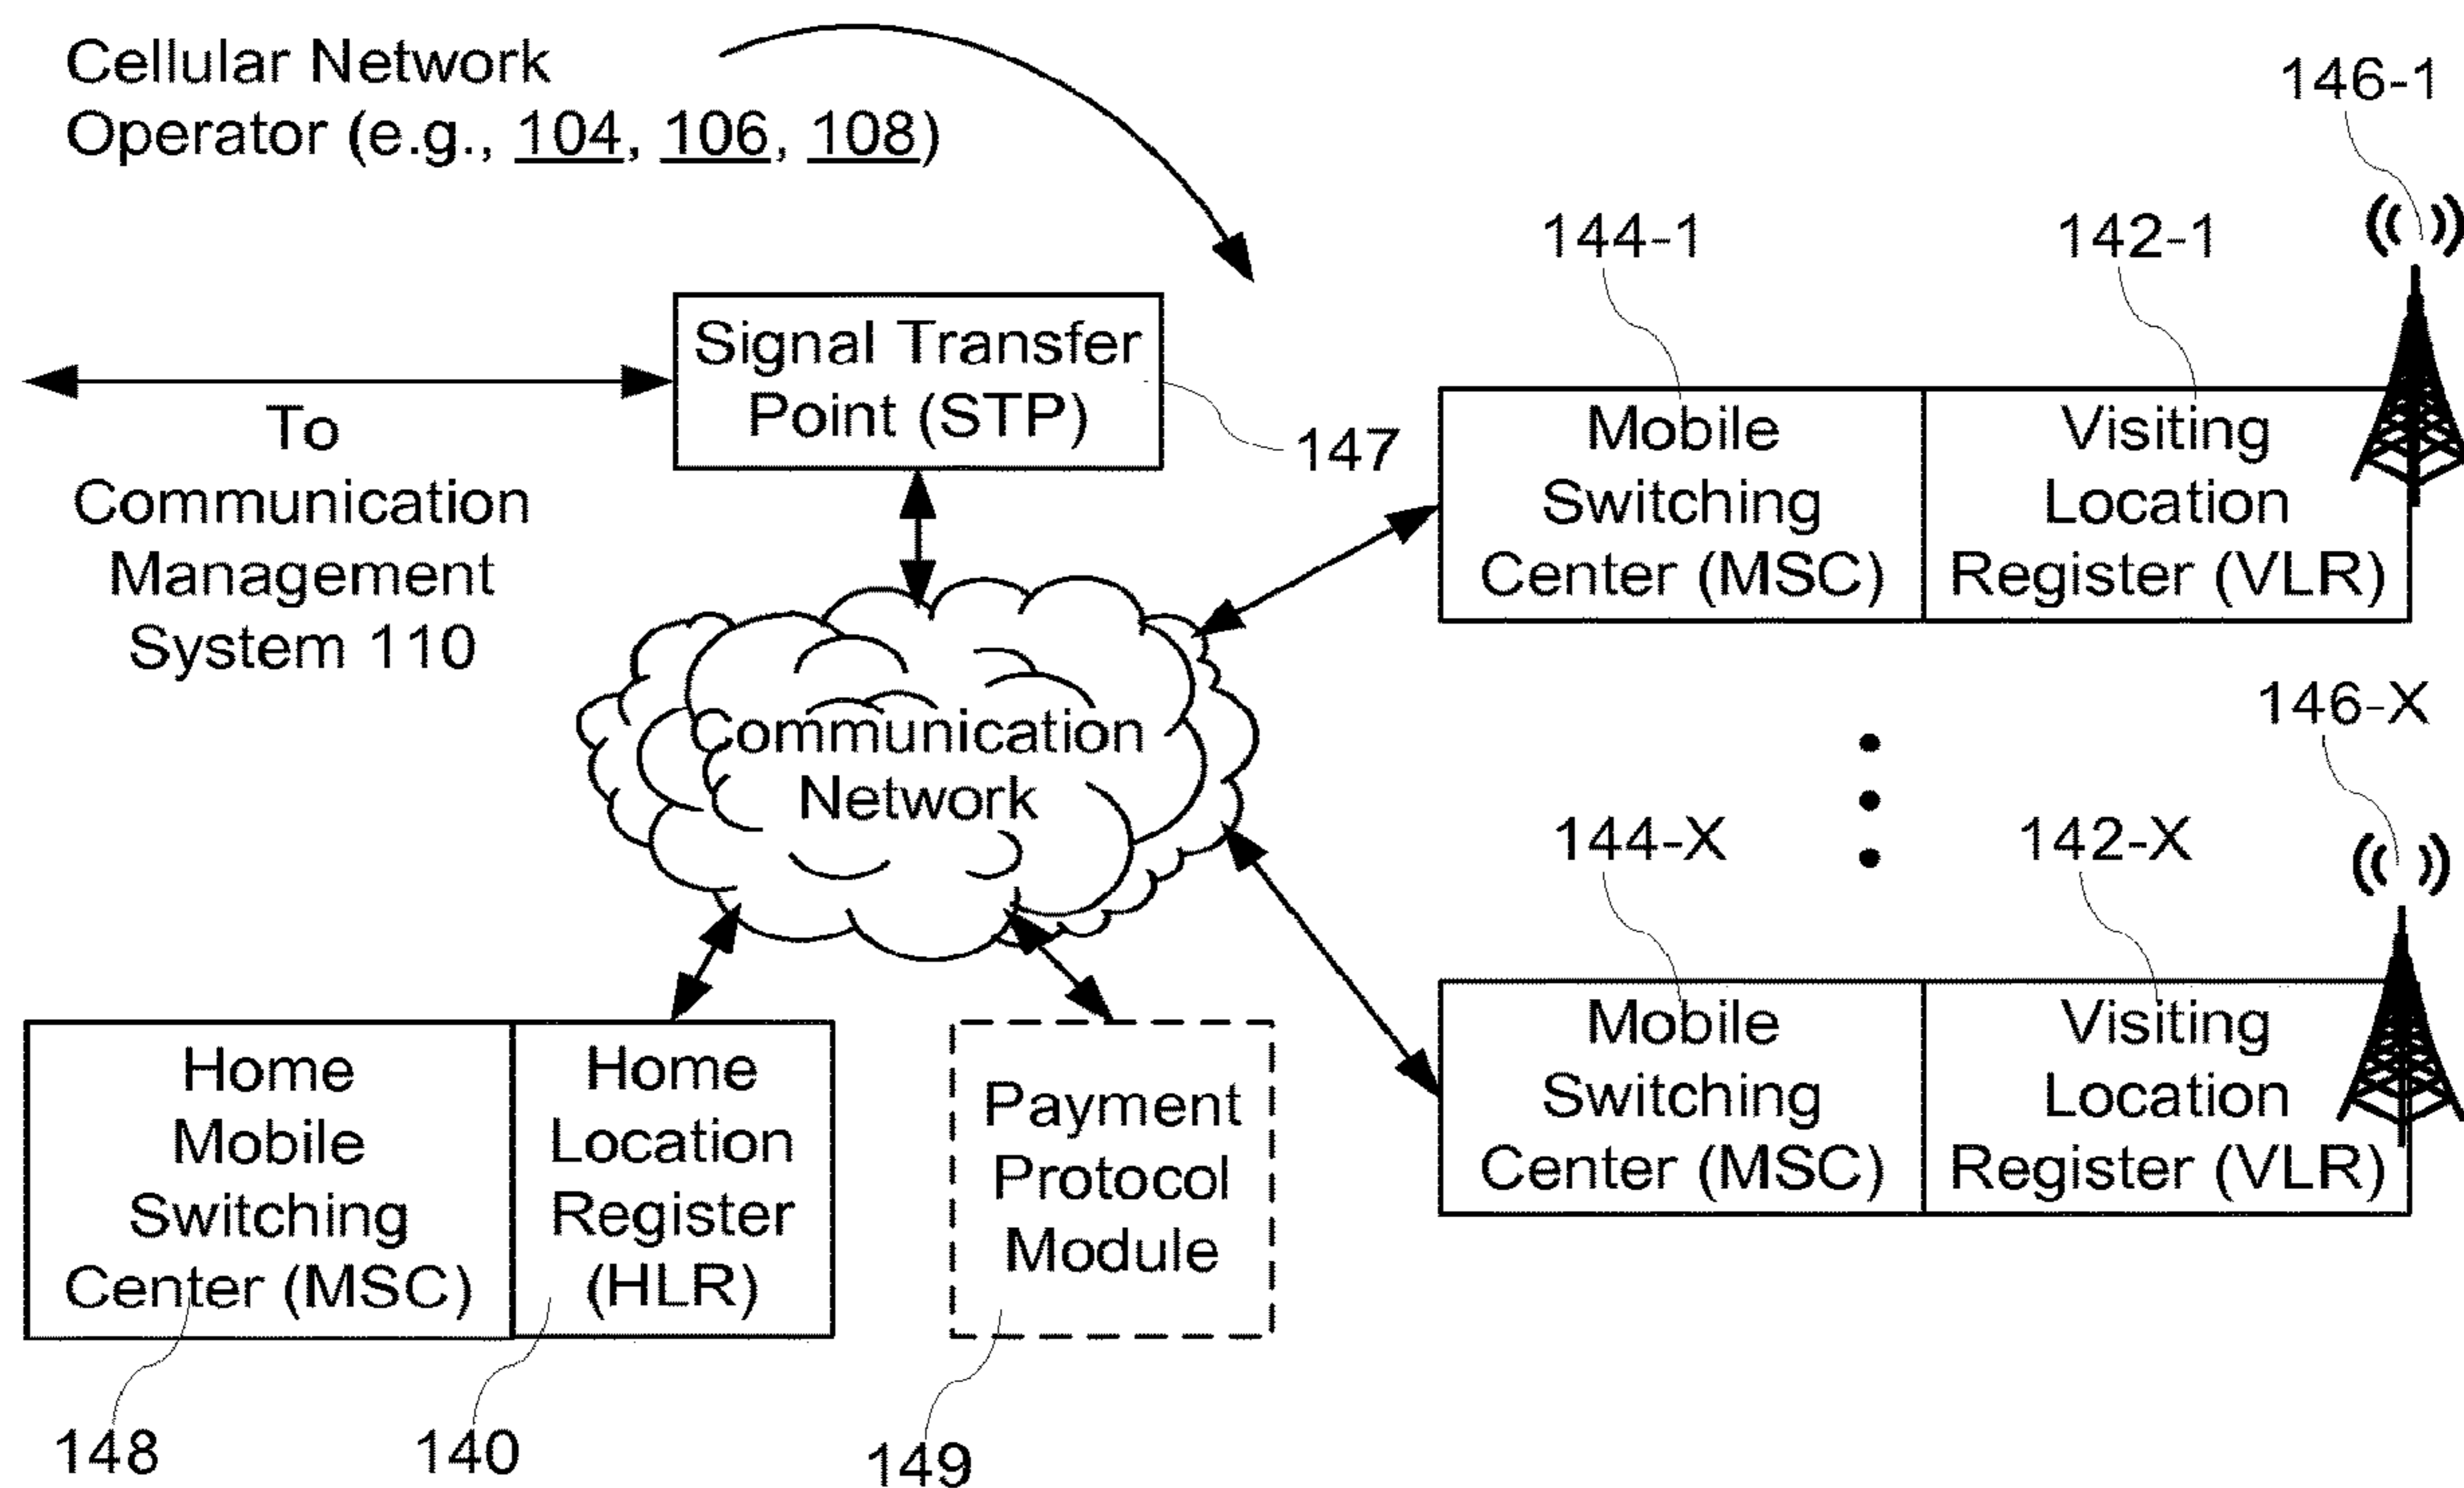 Cellular Network
Operator (e.g., 104, 106, 108)
146-1
144-1
142-1
Signal Transfer
Point (STP)
147
To
Communication
Management
System 110
Mobile
Switching
Center (MSC)
Visiting
Location
Register (VLR)
Communication
Network
146-X
144-X
142-X
Mobile
Switching
Center (MSC)
Visiting
Location
Register (VLR)
Home
Mobile
Switching
Center (MSC)
Home
Location
Register
(HLR)
Payment
Protocol
Module
148
140
149